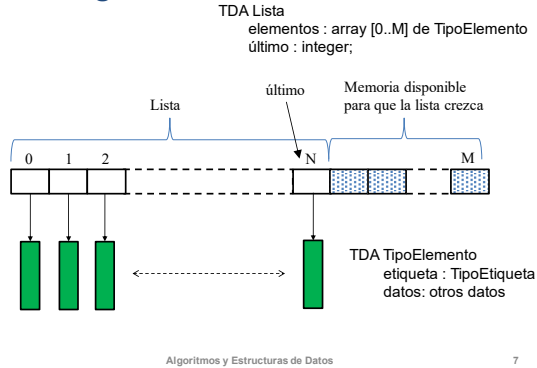 TDA Lista
elementos : array [0..M] de TipoElemento
último : integer;
último
Memoria disponible
para que la lista crezca
Lista
0 1 2 N M
TDA TipoElemento
etiqueta : TipoEtiqueta
datos: otros datos
Algoritmos y Estructuras de Datos 7